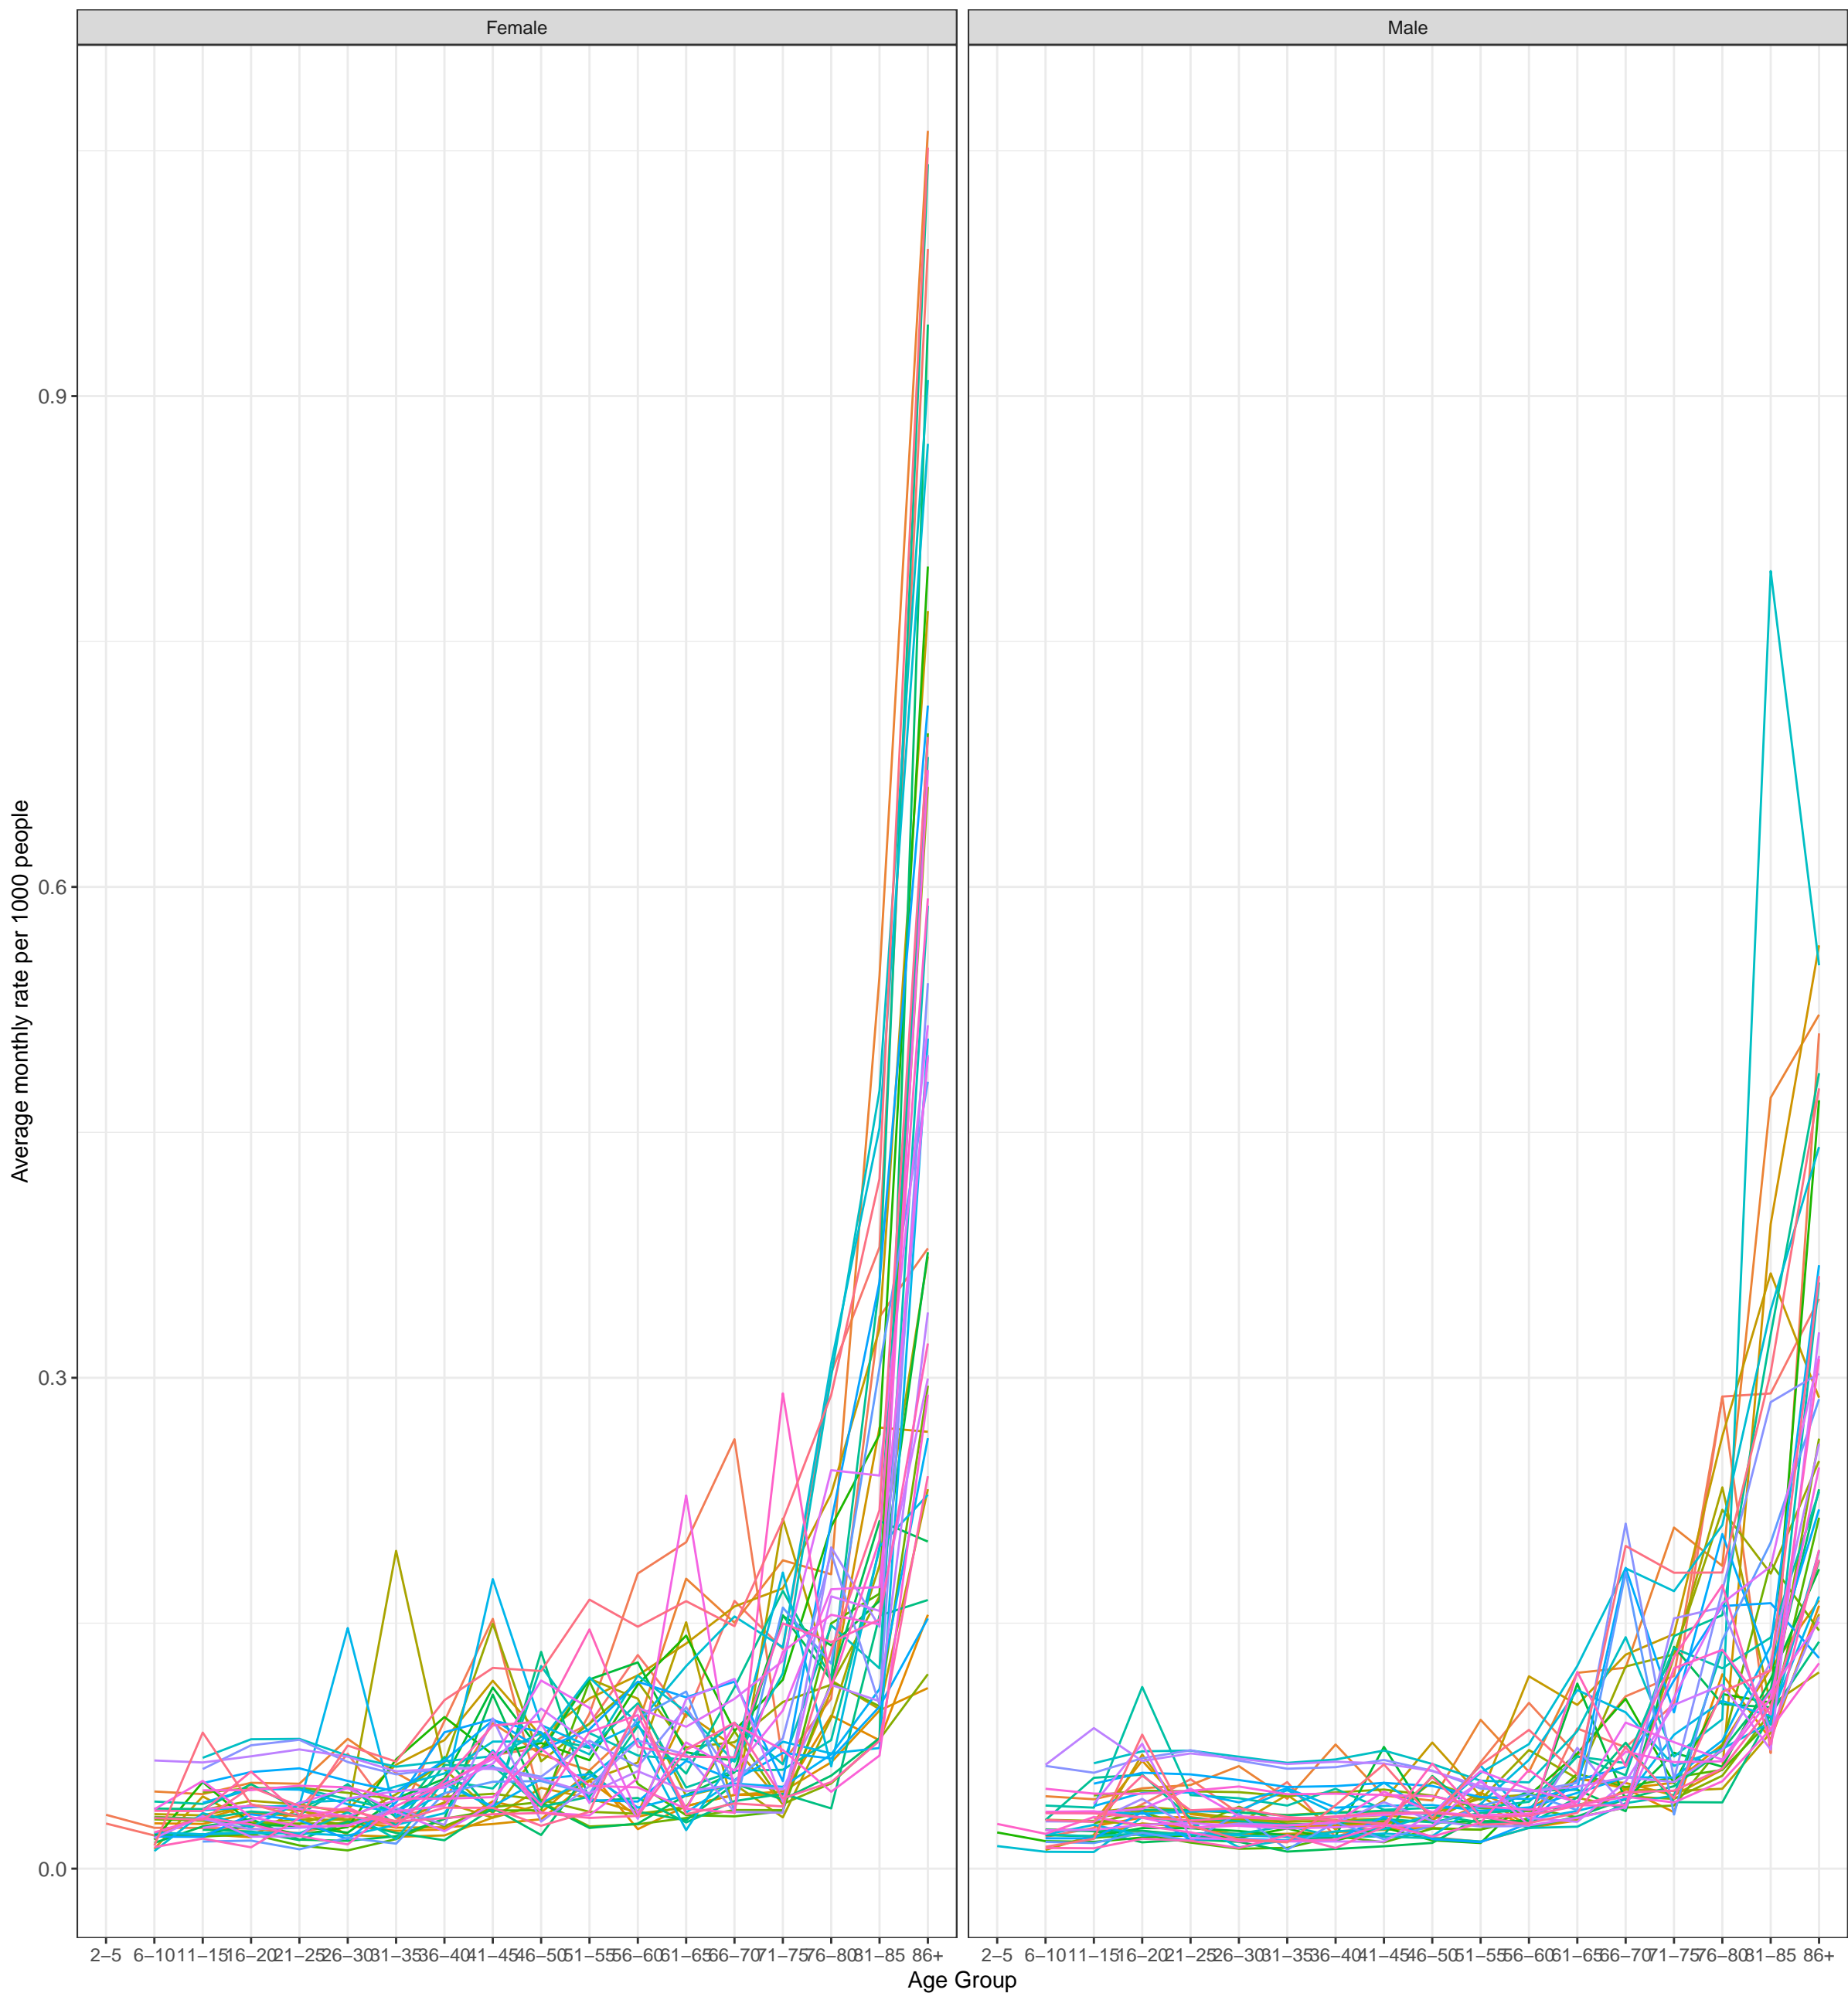 Female
Male
Average monthly rate per 1000 people
0.9
0.6
0.3
0.0
2–5 6–10 11–15 16–20 21–25 26–30 31–35 36–40 41–45 46–50 51–55 56–60 61–65 66–70 71–75 76–80 81–85 86+
2–5 6–10 11–15 16–20 21–25 26–30 31–35 36–40 41–45 46–50 51–55 56–60 61–65 66–70 71–75 76–80 81–85 86+
Age Group